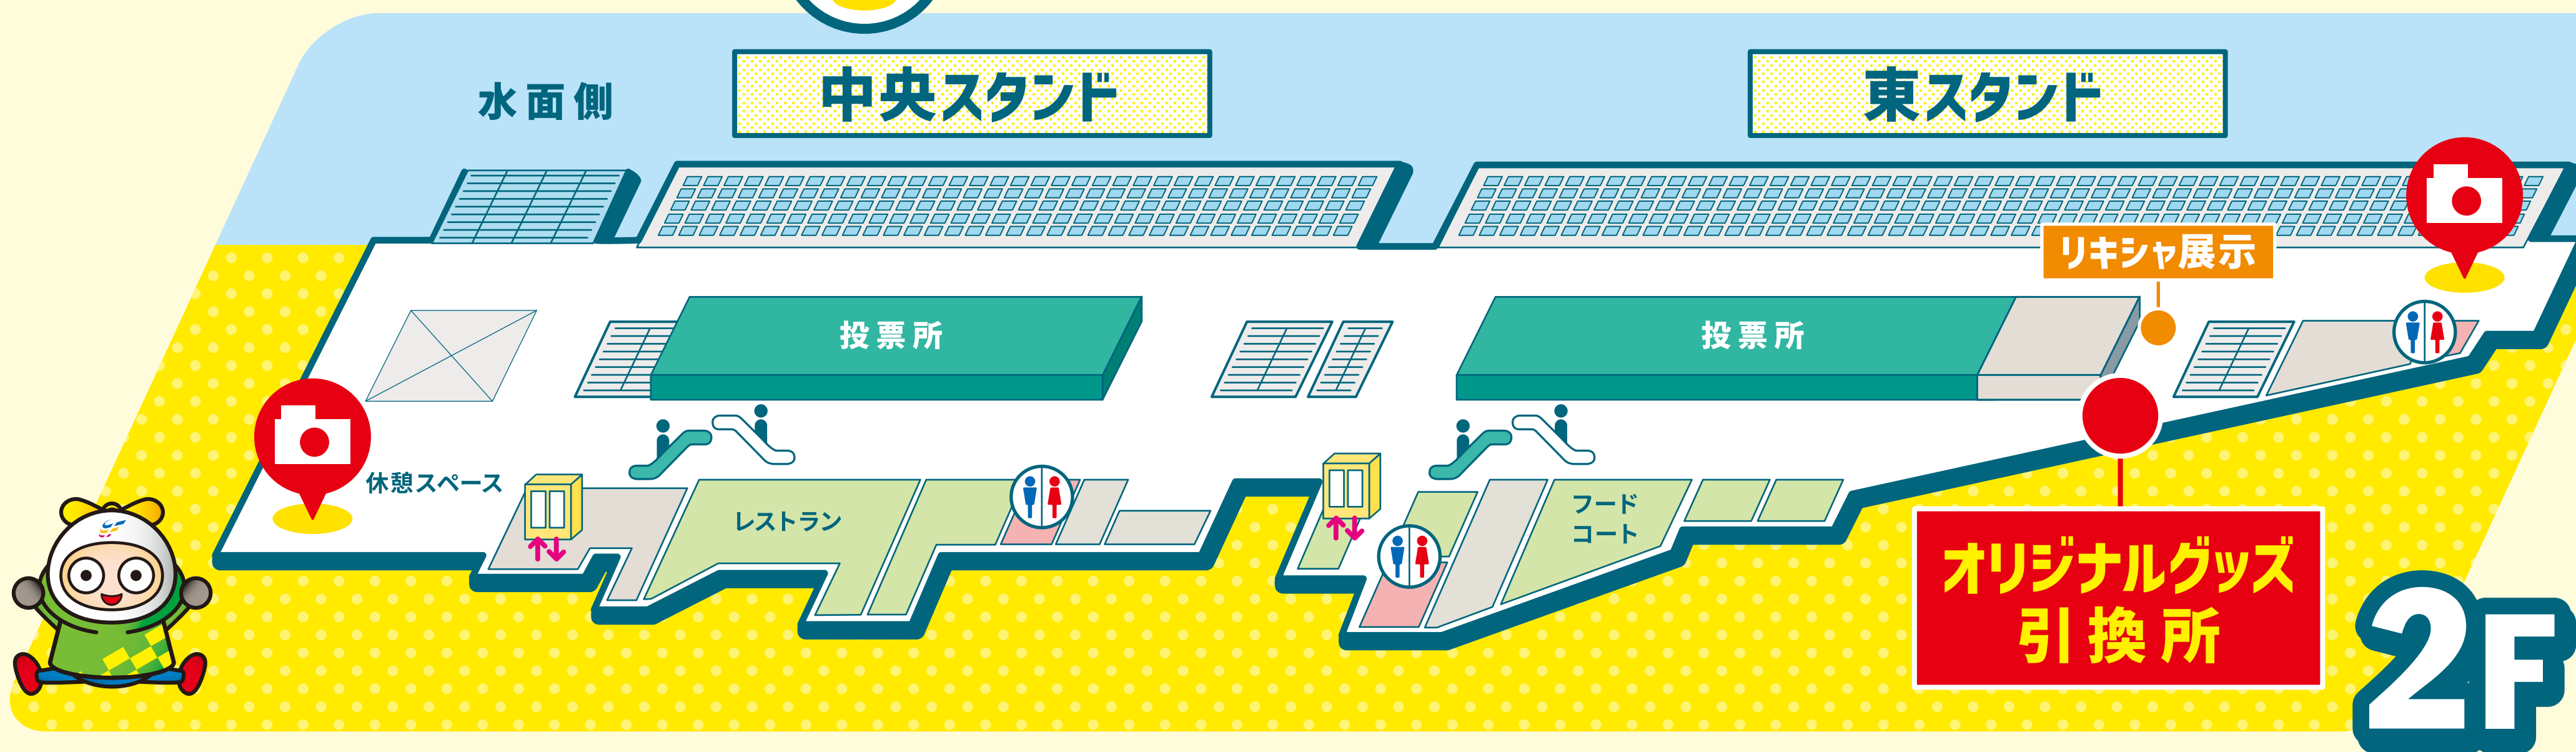 水面側
中央スタンド
東スタンド
リキシャ展示
投票所
投票所
休憩スペース
レストラン
フード
コート
オリジナルグッズ
引換所
2F